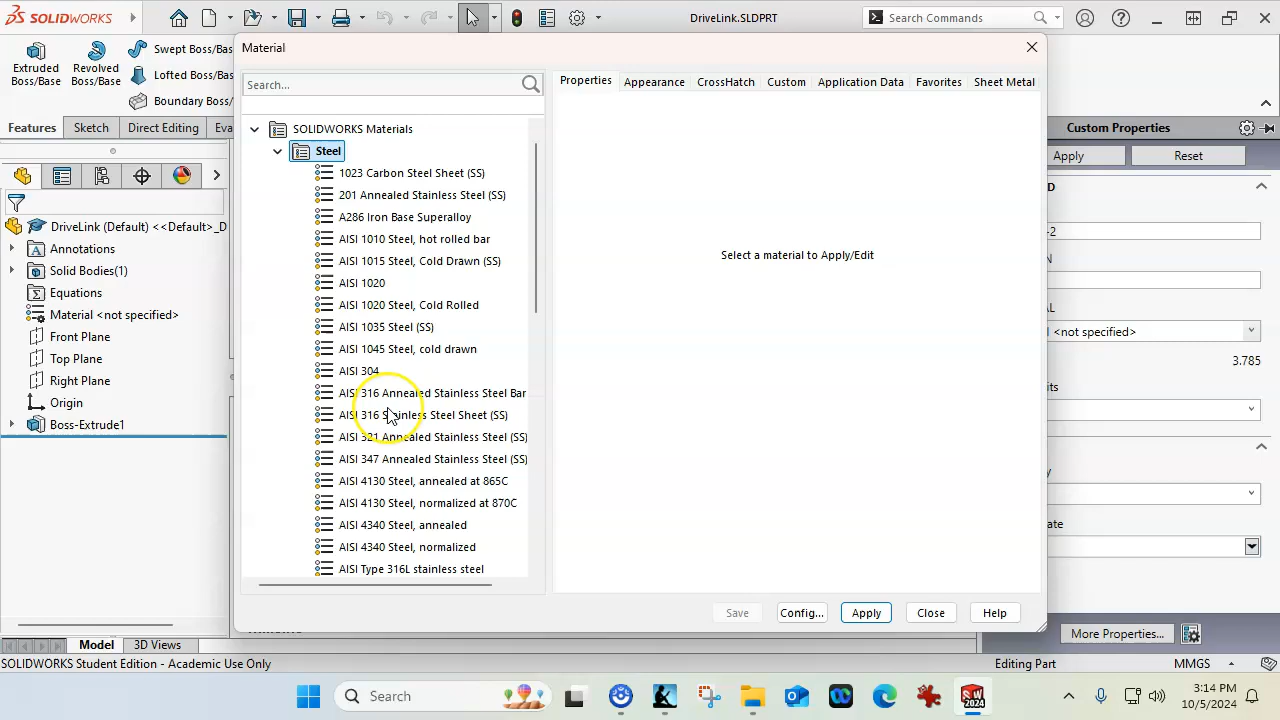 SOLIDWORKS
DriveLink.SLDPRT
Search Commands
Extruded
Boss/Base
Revolved
Boss/Base
Swept Boss/Ba
Lofted Boss/Ba
Boundary Boss/
Features
Sketch
Direct Editing
Eva
DriveLink (Default) <<Default>_D
Annotations
Solid Bodies(1)
Equations
Material <not specified>
Front Plane
Top Plane
Right Plane
Origin
Boss-Extrude1
Material
Search...
SOLIDWORKS Materials
Steel
1023 Carbon Steel Sheet (SS)
201 Annealed Stainless Steel (SS)
A286 Iron Base Superalloy
AISI 1010 Steel, hot rolled bar
AISI 1015 Steel, Cold Drawn (SS)
AISI 1020
AISI 1020 Steel, Cold Rolled
AISI 1035 Steel (SS)
AISI 1045 Steel, cold drawn
AISI 304
AISI 316 Annealed Stainless Steel Bar
AISI 316 Stainless Steel Sheet (SS)
AISI 321 Annealed Stainless Steel (SS)
AISI 347 Annealed Stainless Steel (SS)
AISI 4130 Steel, annealed at 865C
AISI 4130 Steel, normalized at 870C
AISI 4340 Steel, annealed
AISI 4340 Steel, normalized
AISI Type 316L stainless steel
Properties
Appearance
CrossHatch
Custom
Application Data
Favorites
Sheet Metal
Select a material to Apply/Edit
Save
Config...
Apply
Close
Help
Custom Properties
Apply
Reset
D
-2
N
AL
<not specified>
3.785
its
y
ate
More Properties...
Model
3D Views
SOLIDWORKS Student Edition - Academic Use Only
Editing Part
MMGS
Search
3:14 PM
10/5/2024